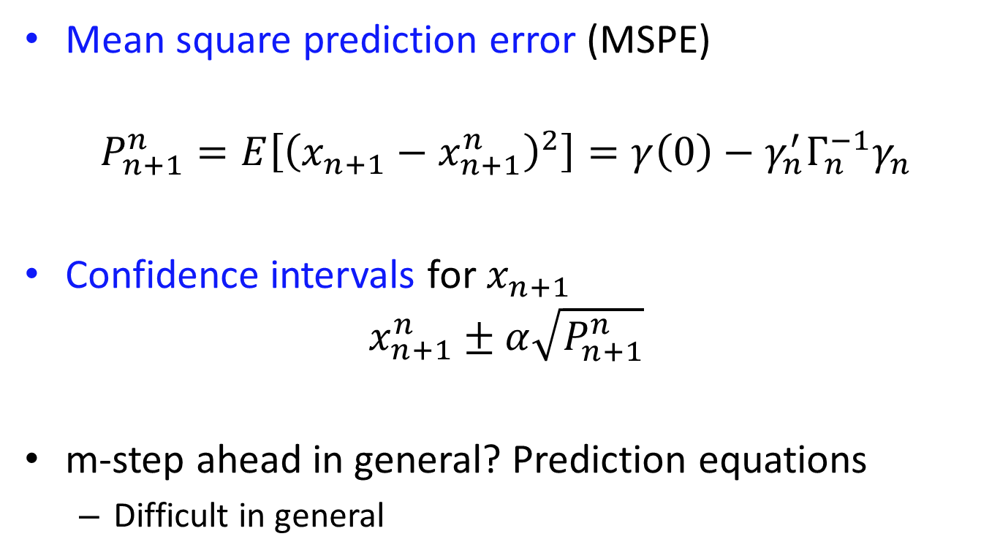 • Mean square prediction error (MSPE)
$P_{n+1}^{n} = E[(x_{n+1} - x_{n+1}^{n})^2] = \gamma(0) - \gamma_n' \Gamma_n^{-1} \gamma_n$
• Confidence intervals for $x_{n+1}$
$x_{n+1}^{n} \pm \alpha \sqrt{P_{n+1}^{n}}$
• m-step ahead in general? Prediction equations
– Difficult in general